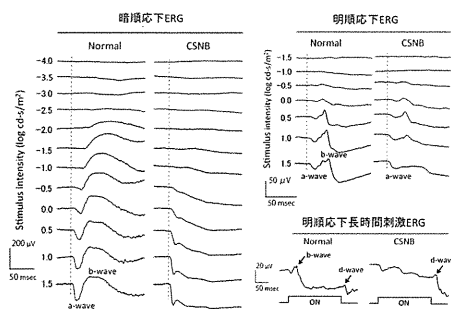 暗順応下ERG
Normal CSNB
Stimulus intensity (log cd-s/m²)
-4.0
-3.5
-3.0
-2.5
-2.0
-1.5
-1.0
-0.5
0.0
0.5
1.0
1.5
b-wave
a-wave
200 μV
50 msec
明順応下ERG
Normal CSNB
Stimulus intensity (log cd-s/m²)
-1.5
-1.0
-0.5
0.0
0.5
1.0
1.5
b-wave
a-wave a-wave
50 μV
50 msec
明順応下長時間刺激ERG
Normal CSNB
b-wave
d-wave d-wave
20 μV
50 msec
ON ON